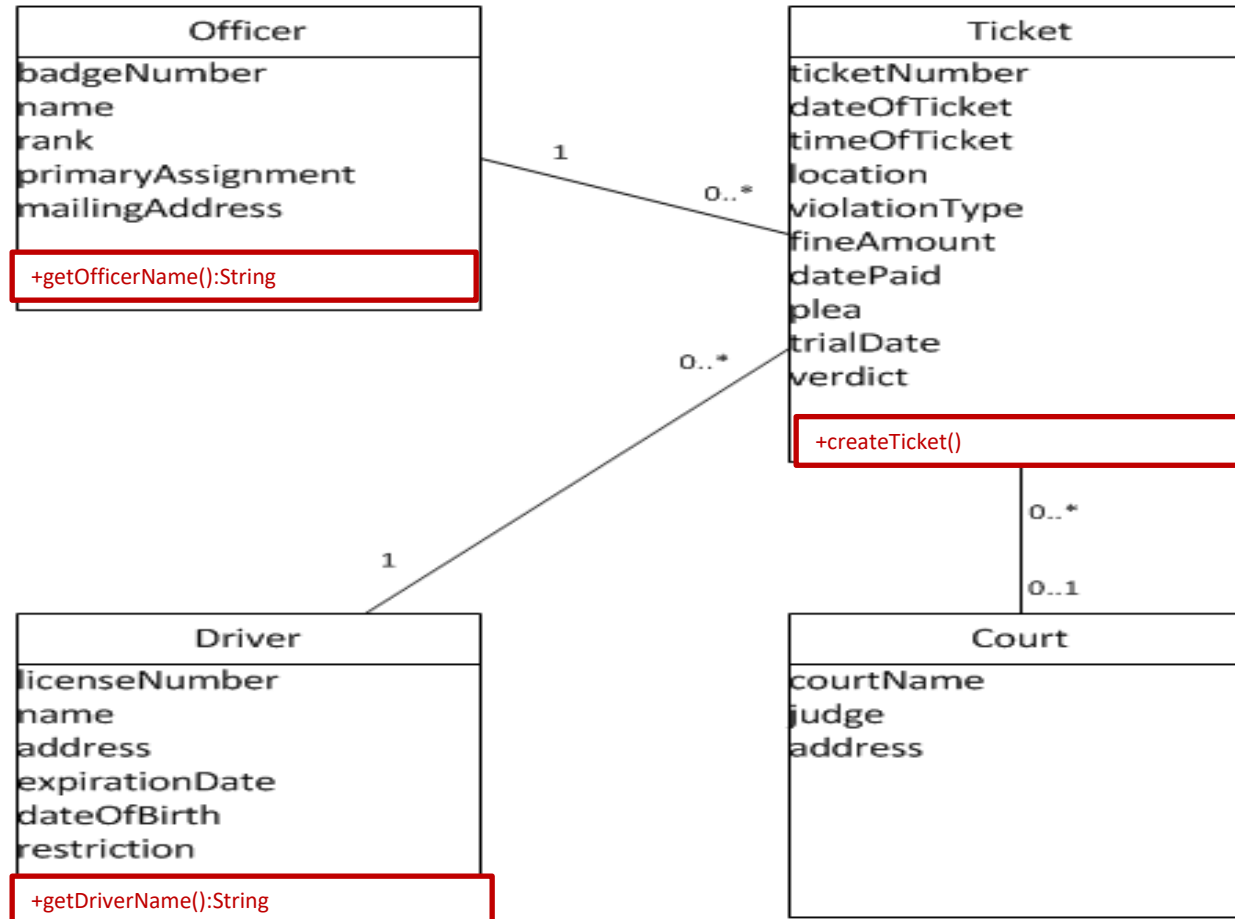 Officer
badgeNumber
name
rank
primaryAssignment
mailingAddress
+getOfficerName():String
1
0..*
Ticket
ticketNumber
dateOfTicket
timeOfTicket
location
violationType
fineAmount
datePaid
plea
trialDate
verdict
+createTicket()
0..*
1
0..*
0..1
Driver
licenseNumber
name
address
expirationDate
dateOfBirth
restriction
+getDriverName():String
Court
courtName
judge
address